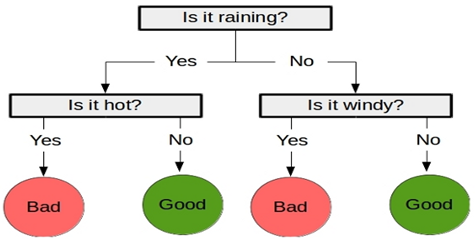 Is it raining?
Yes No
Is it hot? Is it windy?
Yes No Yes No
Bad Good Bad Good